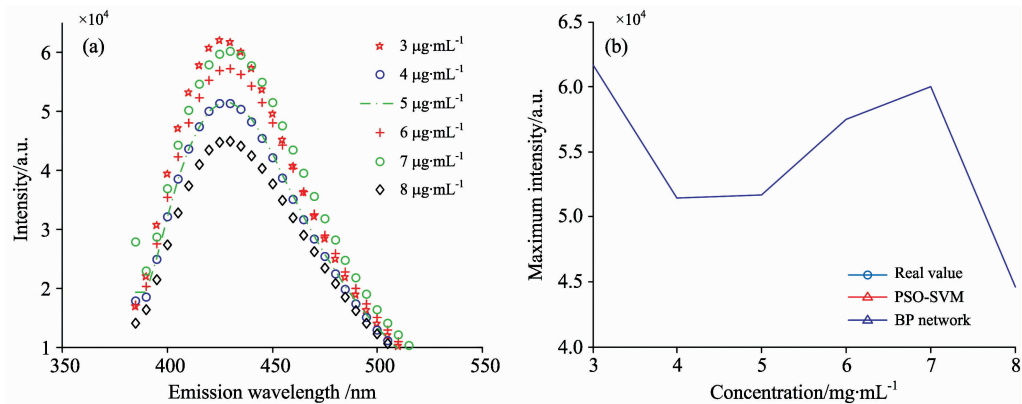 ×10⁴
(a)
6
5
4
3
2
1
350
400
450
500
550
Intensity/a.u.
Emission wavelength /nm
3 μg·mL⁻¹
4 μg·mL⁻¹
5 μg·mL⁻¹
6 μg·mL⁻¹
7 μg·mL⁻¹
8 μg·mL⁻¹
×10⁴
(b)
6.5
6.0
5.5
5.0
4.5
4.0
3
4
5
6
7
8
Maximum intensity/a.u.
Concentration/mg·mL⁻¹
Real value
PSO-SVM
BP network